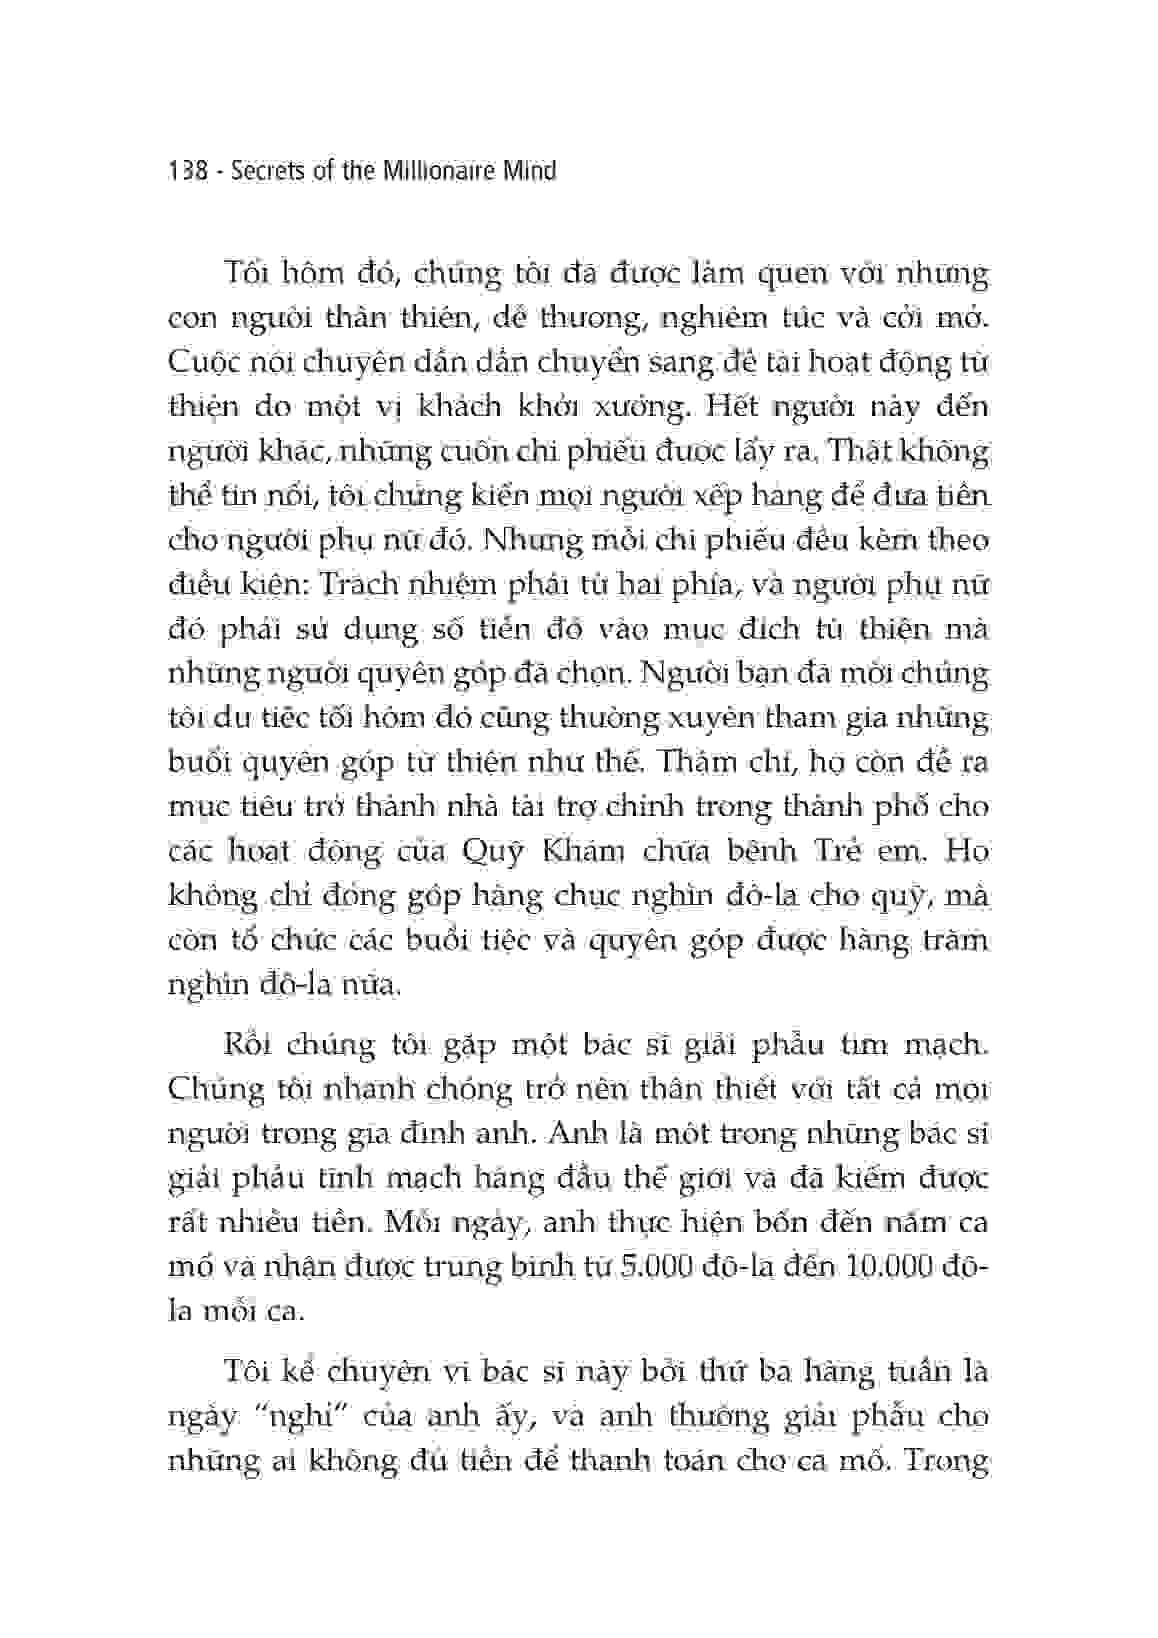 138 - Secrets of the Millionaire Mind
Tối hôm đó, chúng tôi đã được làm quen với những
con người thân thiện, dễ thương, nghiêm túc và cởi mở.
Cuộc nói chuyện dần dần chuyển sang đề tài hoạt động từ
thiện do một vị khách khởi xướng. Hết người này đến
người khác, những cuốn chi phiếu được lấy ra. Thật không
thể tin nổi, tôi chứng kiến mọi người xếp hàng để đưa tiền
cho người phụ nữ đó. Nhưng mỗi chi phiếu đều kèm theo
điều kiện: Trách nhiệm phải từ hai phía, và người phụ nữ
đó phải sử dụng số tiền đó vào mục đích từ thiện mà
những người quyên góp đã chọn. Người bạn đã mời chúng
tôi dự tiệc tối hôm đó cũng thường xuyên tham gia những
buổi quyên góp từ thiện như thế. Thậm chí, họ còn đề ra
mục tiêu trở thành nhà tài trợ chính trong thành phố cho
các hoạt động của Quỹ Khám chữa bệnh Trẻ em. Họ
không chỉ đóng góp hàng chục nghìn đô-la cho quỹ, mà
còn tổ chức các buổi tiệc và quyên góp được hàng trăm
nghìn đô-la nữa.
Rồi chúng tôi gặp một bác sĩ giải phẫu tim mạch.
Chúng tôi nhanh chóng trở nên thân thiết với tất cả mọi
người trong gia đình anh. Anh là một trong những bác sĩ
giải phẫu tĩnh mạch hàng đầu thế giới và đã kiếm được
rất nhiều tiền. Mỗi ngày, anh thực hiện bốn đến năm ca
mổ và nhận được trung bình từ 5.000 đô-la đến 10.000 đô-
la mỗi ca.
Tôi kể chuyện vị bác sĩ này bởi thứ ba hàng tuần là
ngày “nghỉ” của anh ấy, và anh thường giải phẫu cho
những ai không đủ tiền để thanh toán cho ca mổ. Trong